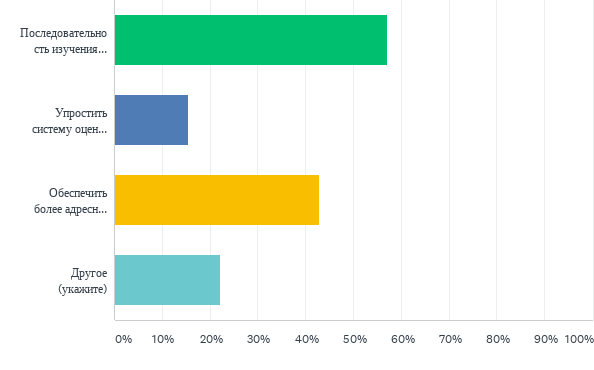 Последовательно
сть изучения...
Упростить
систему оцен...
Обеспечить
более адресн...
Другое
(укажите)
0% 10% 20% 30% 40% 50% 60% 70% 80% 90% 100%